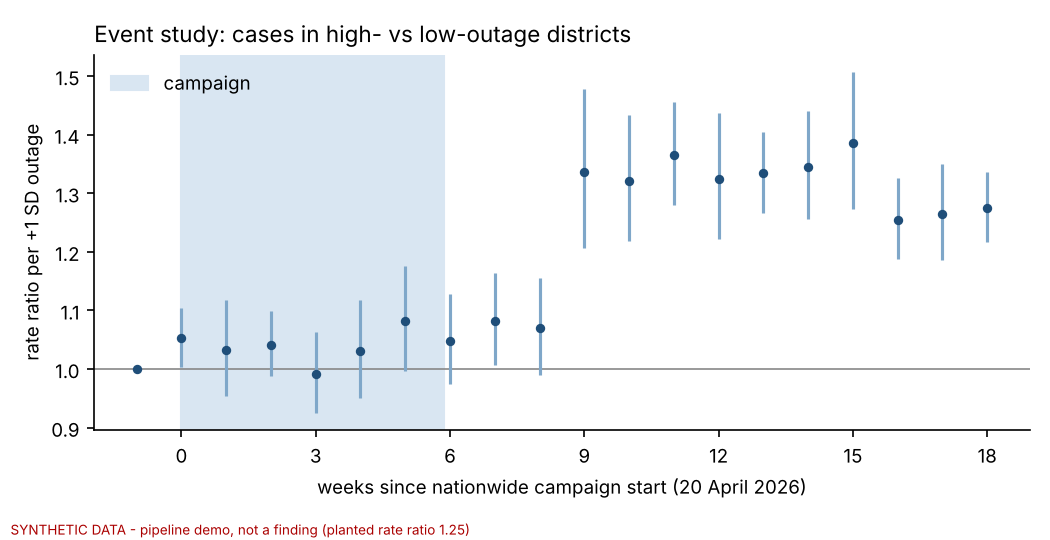 Event study: cases in high- vs low-outage districts
campaign
rate ratio per +1 SD outage
1.5
1.4
1.3
1.2
1.1
1.0
0.9
0 3 6 9 12 15 18
weeks since nationwide campaign start (20 April 2026)
SYNTHETIC DATA - pipeline demo, not a finding (planted rate ratio 1.25)